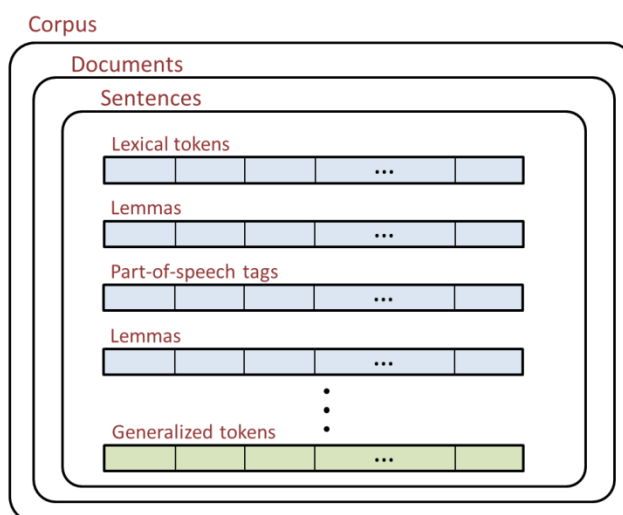 Corpus
Documents
Sentences
Lexical tokens
...
Lemmas
...
Part-of-speech tags
...
Lemmas
...
Generalized tokens
...